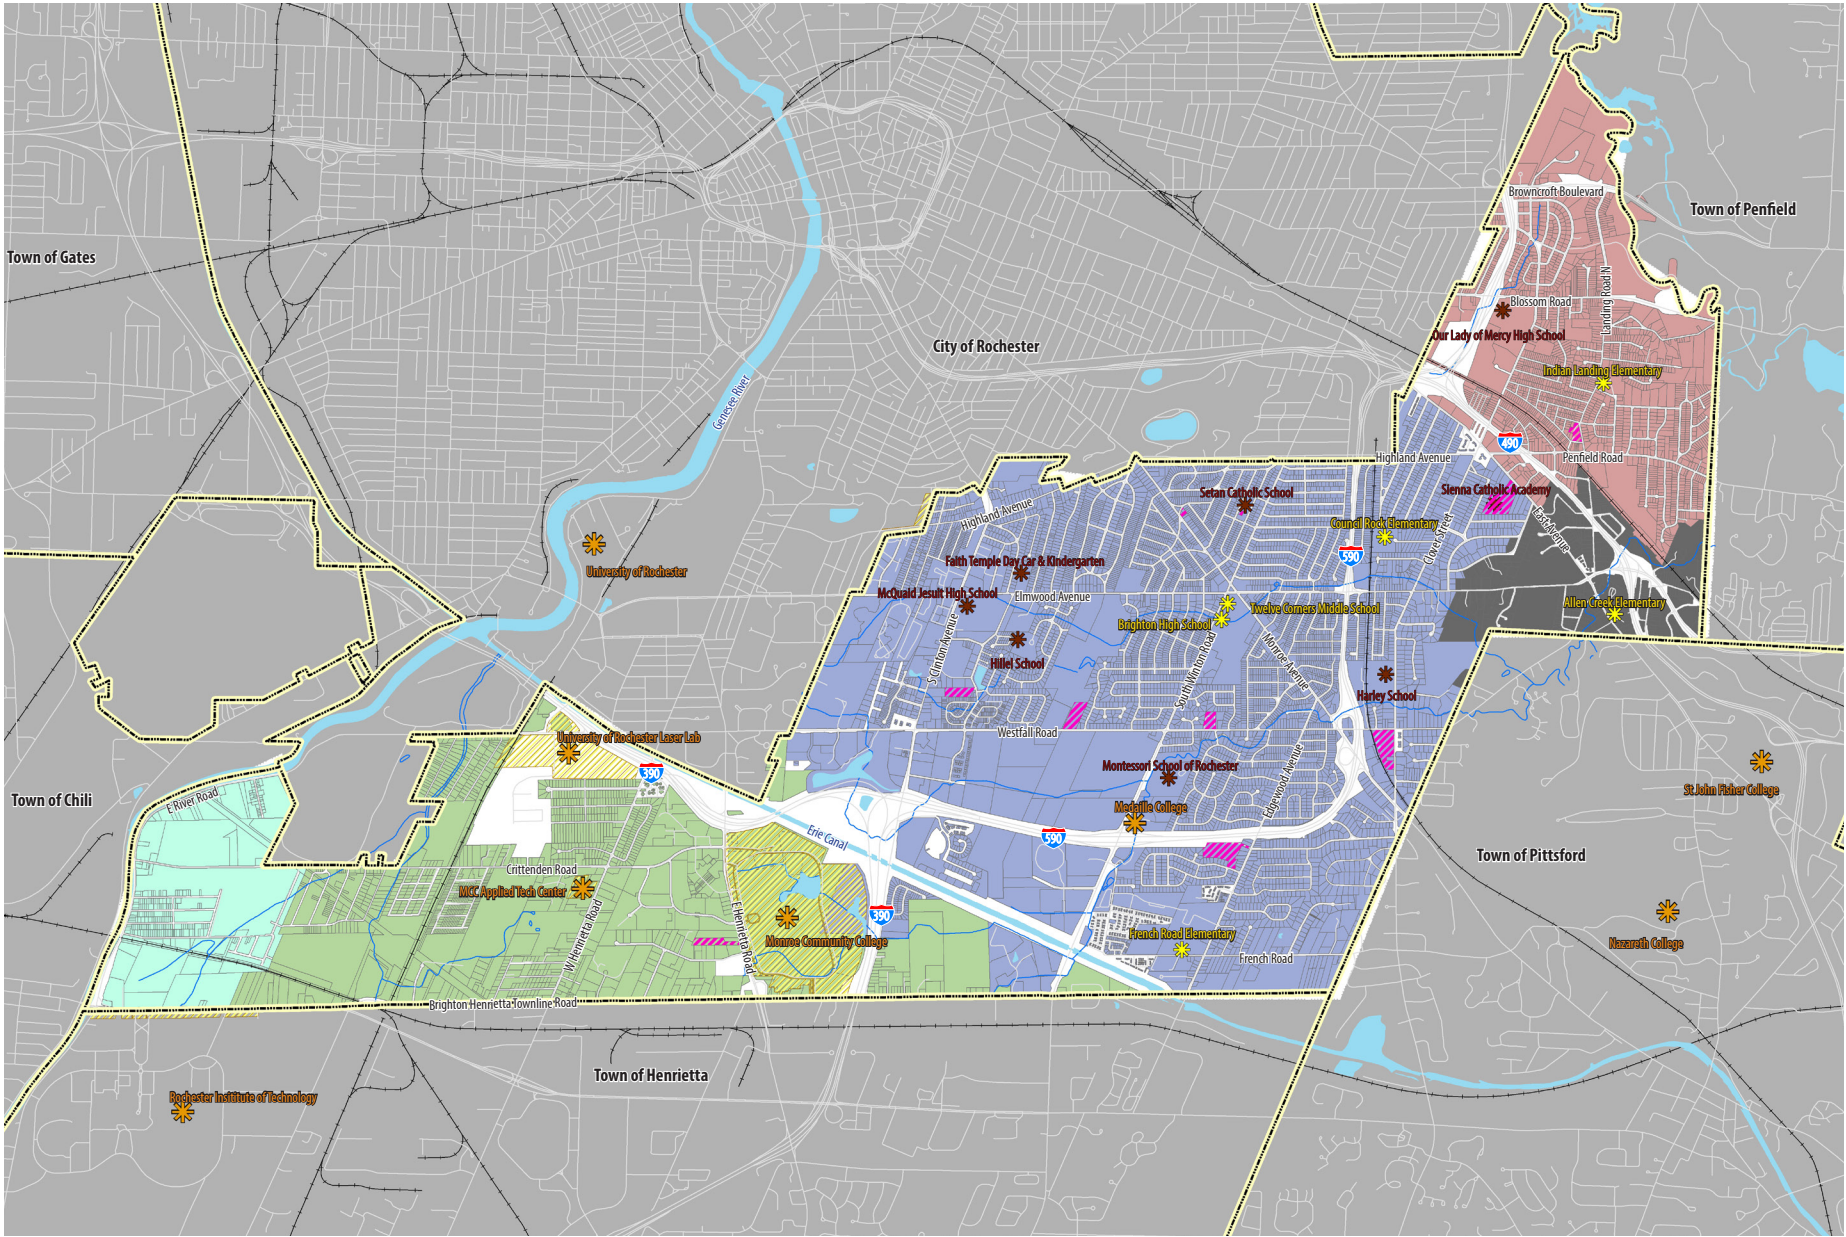 Browncroft Boulevard
Town of Penfield
Town of Gates
Landing Road N
Blossom Road
Our Lady of Mercy High School
City of Rochester
Indian Landing Elementary
Genesee River
490
Highland Avenue
Penfield Road
Setan Catholic School
Sienna Catholic Academy
Highland Avenue
Council Rock Elementary
East Avenue
Clover Street
590
University of Rochester
Faith Temple Day Car & Kindergarten
McQuaid Jesuit High School
Elmwood Avenue
Twelve Corners Middle School
Allen Creek Elementary
Brighton High School
S Clinton Avenue
Hillel School
South Winton Road
Monroe Avenue
Harley School
University of Rochester Laser Lab
Westfall Road
390
Montessori School of Rochester
Edgewood Avenue
St John Fisher College
Town of Chili
E River Road
Medaille College
Erie Canal
590
Town of Pittsford
Crittenden Road
MCC Applied Tech Center
W Henrietta Road
E Henrietta Road
390
Monroe Community College
French Road Elementary
Nazareth College
French Road
Brighton Henrietta Townline Road
Town of Henrietta
Rochester Insititute of Technology